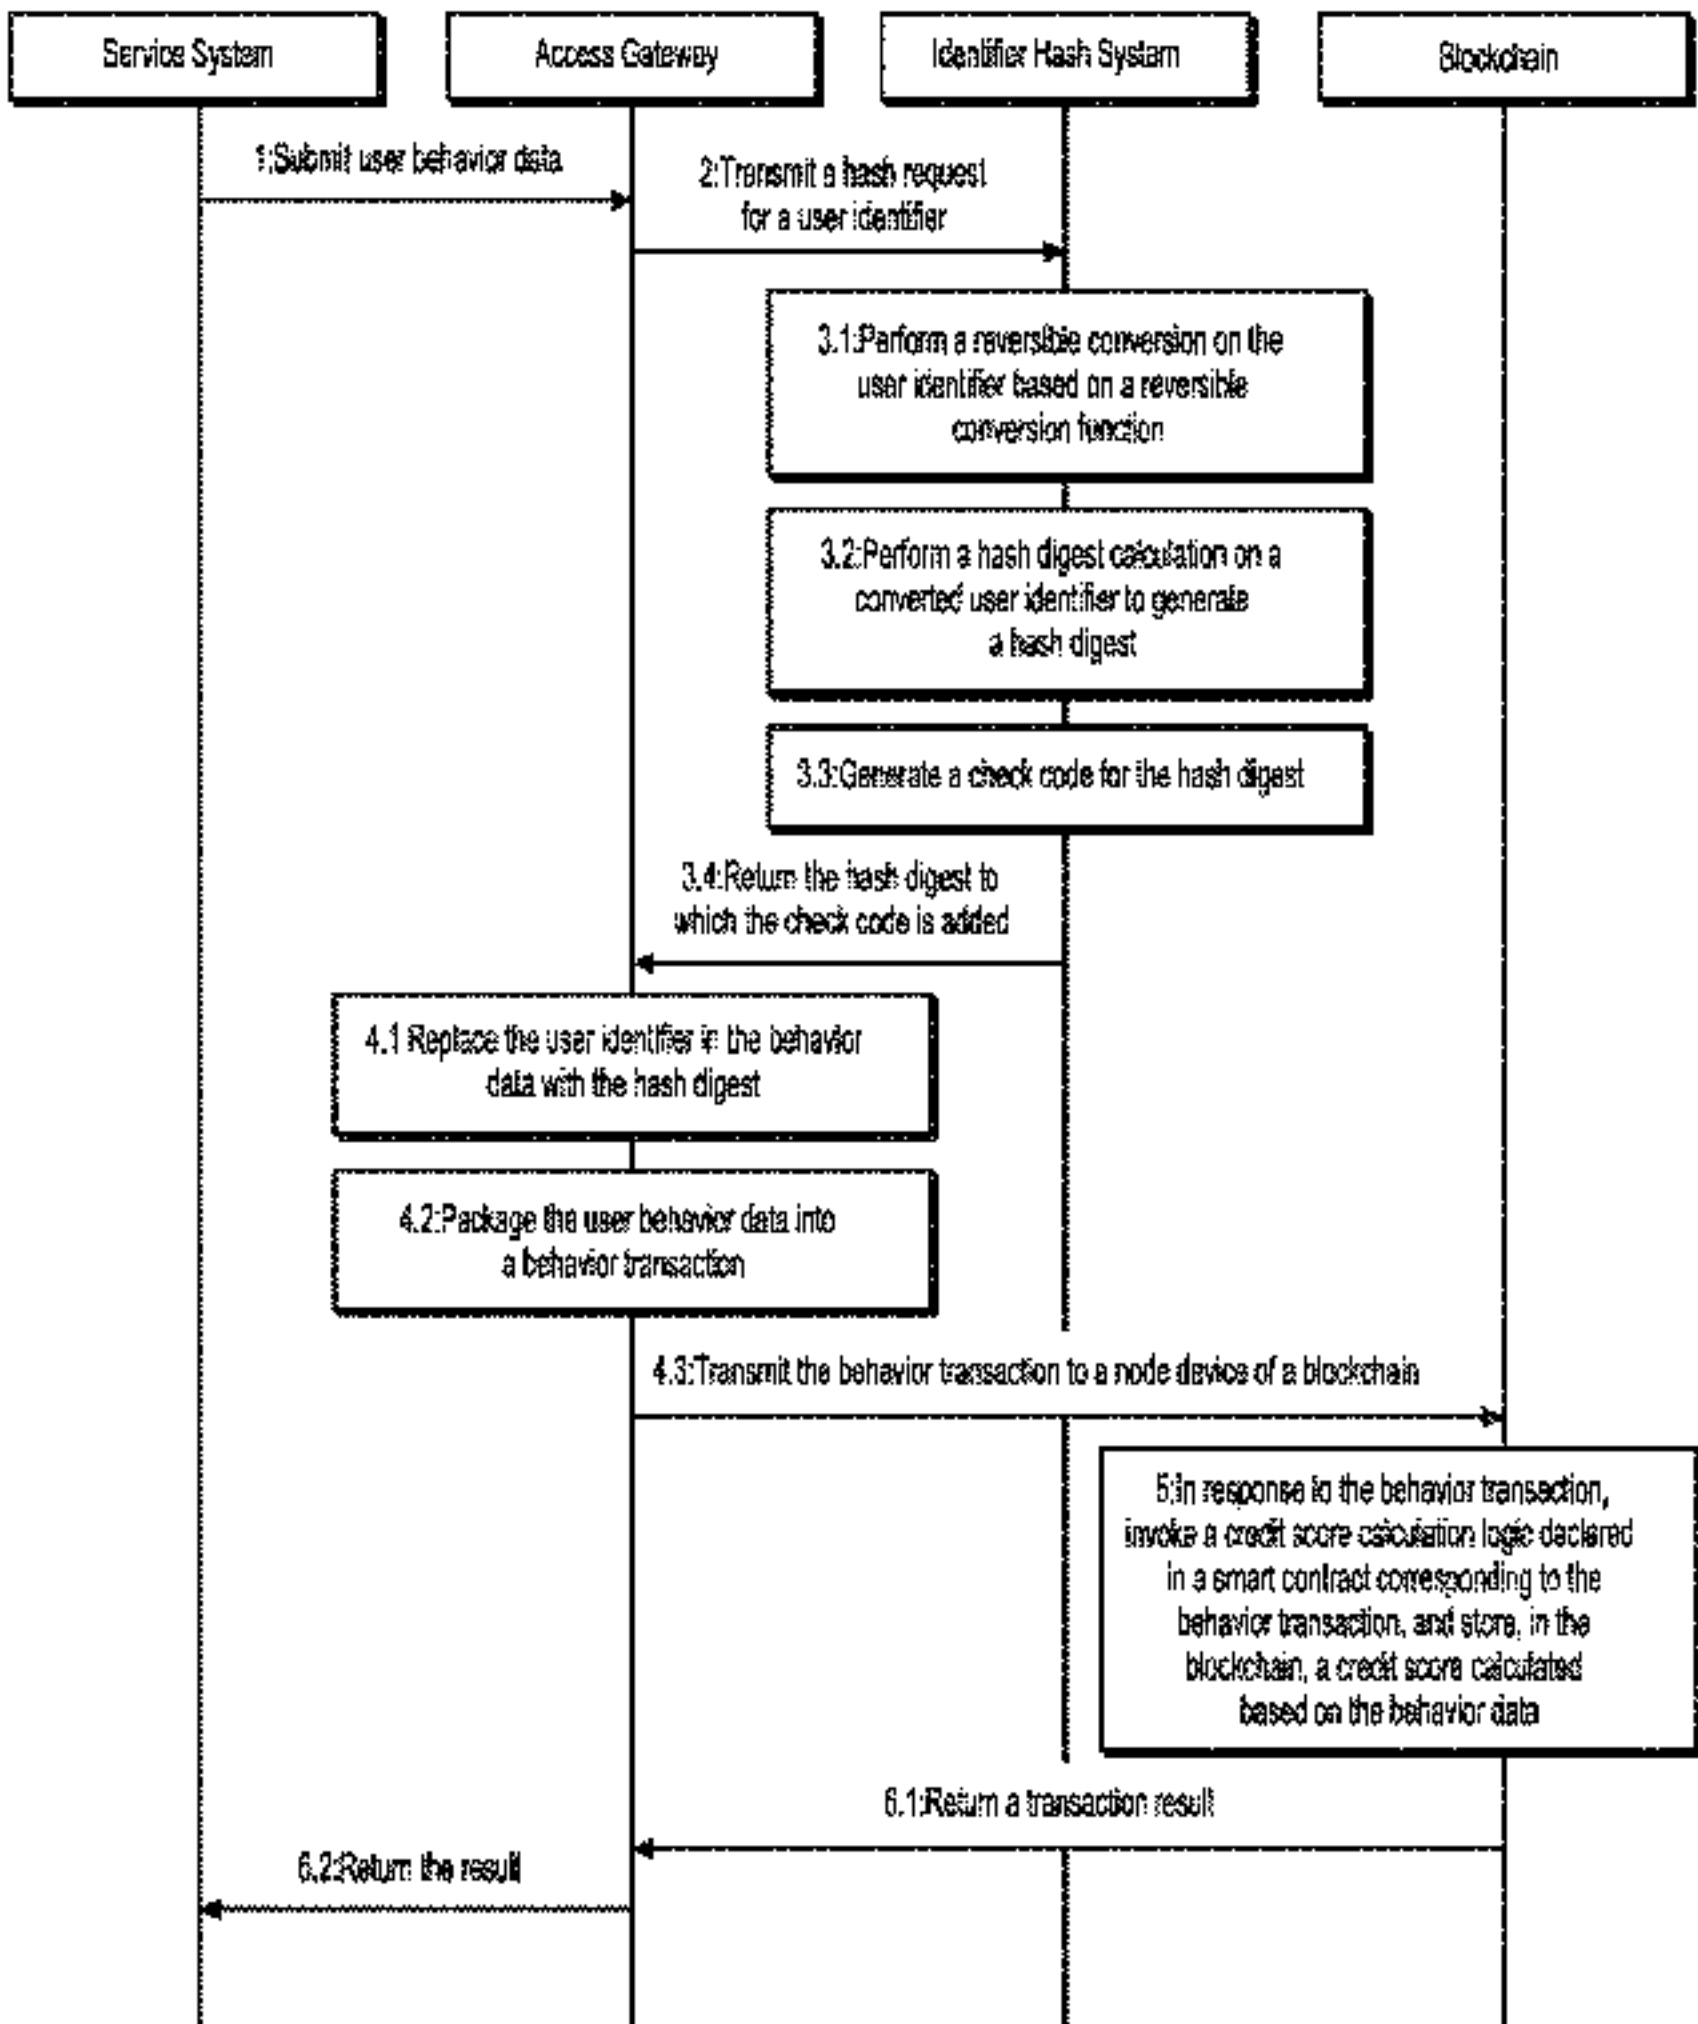 Service System
Access Gateway
Identifier Hash System
Blockchain
1:Submit user behavior data
2:Transmit a hash request
for a user identifier
3.1:Perform a reversible conversion on the
user identifier based on a reversible
conversion function
3.2:Perform a hash digest calculation on a
converted user identifier to generate
a hash digest
3.3:Generate a check code for the hash digest
3.4:Return the hash digest to
which the check code is added
4.1 Replace the user identifier in the behavior
data with the hash digest
4.2:Package the user behavior data into
a behavior transaction
4.3:Transmit the behavior transaction to a node device of a blockchain
5:In response to the behavior transaction,
invoke a credit score calculation logic declared
in a smart contract corresponding to the
behavior transaction, and store, in the
blockchain, a credit score calculated
based on the behavior data
6.1:Return a transaction result
6.2:Return the result